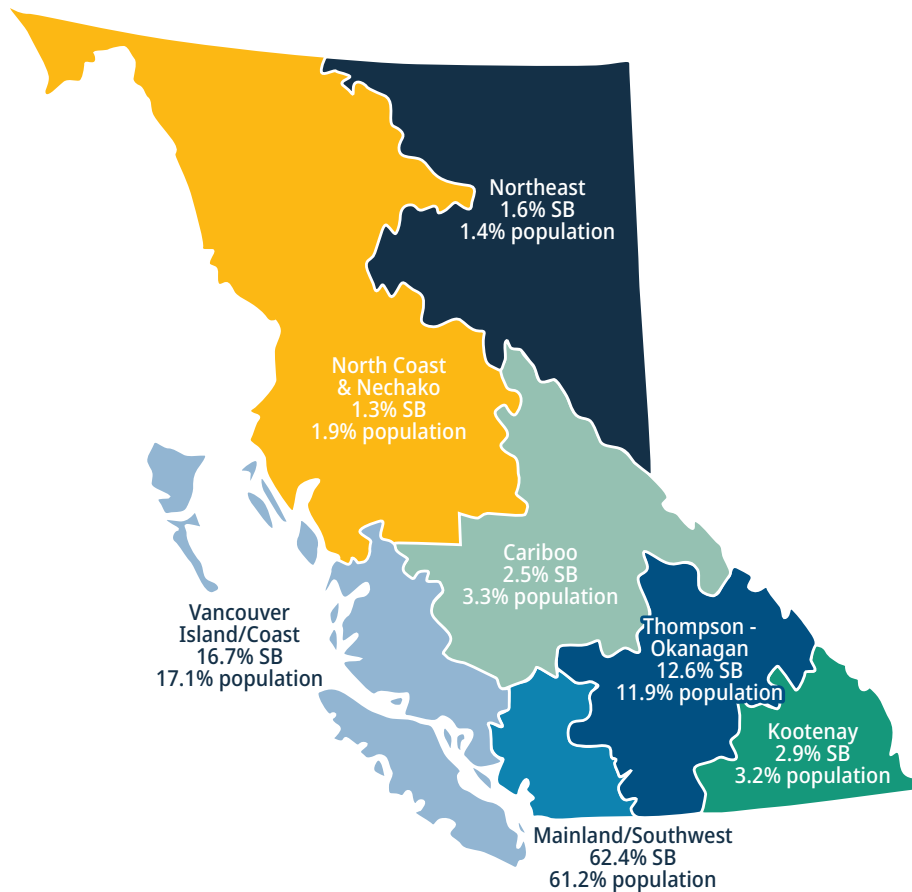 Northeast
1.6% SB
1.4% population
North Coast
& Nechako
1.3% SB
1.9% population
Cariboo
2.5% SB
3.3% population
Vancouver
Island/Coast
16.7% SB
17.1% population
Thompson -
Okanagan
12.6% SB
11.9% population
Kootenay
2.9% SB
3.2% population
Mainland/Southwest
62.4% SB
61.2% population